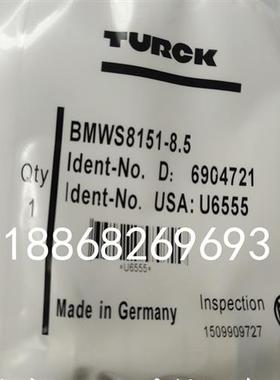 TURCK
BMWS8151-8.5
Ident-No. D: 6904721
Ident-No. USA: U6555
Qty
1
18868269693
*U6555*
Made in Germany
Inspection
1509909727